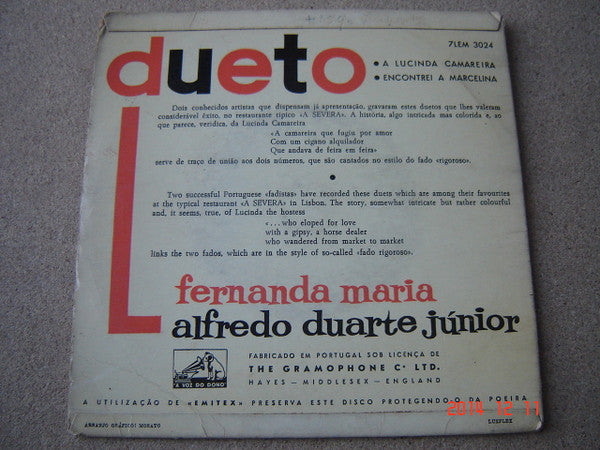 dueto
7LEM 3024
• A LUCINDA CAMAREIRA
• ENCONTREI A MARCELINA
Dois conhecidos artistas que dispensam já apresentação, gravaram estes duetos que lhes valeram
considerável êxito, no restaurante típico «A SEVERA». A história, algo intrincada mas colorida e, ao
que parece, verídica, da Lucinda Camareira
«A camareira que fugiu por amor
Com um cigano alquilador
Que andava de feira em feira»
serve de traço de união aos dois números, que são cantados no estilo do fado «rigoroso».
•
Two successful Portuguese «fadistas» have recorded these duets which are among their favourites
at the typical restaurant «A SEVERA» in Lisbon. The story, somewhat intricate but rather colourful
and, it seems, true, of Lucinda the hostess
«...who eloped for love
with a gipsy, a horse dealer
who wandered from market to market
links the two fados, which are in the style of so-called «fado rigoroso».
fernanda maria
alfredo duarte júnior
"A VOZ DO DONO"
FABRICADO EM PORTUGAL SOB LICENÇA DE
THE GRAMOPHONE Cº LTD.
HAYES — MIDDLESEX — ENGLAND
A UTILIZAÇÃO DE «EMITEX» PRESERVA ESTE DISCO PROTEGENDO-O DA POEIRA
ARRANJO GRÁFICO: MORATO
LUSFLEX
2014 12 11